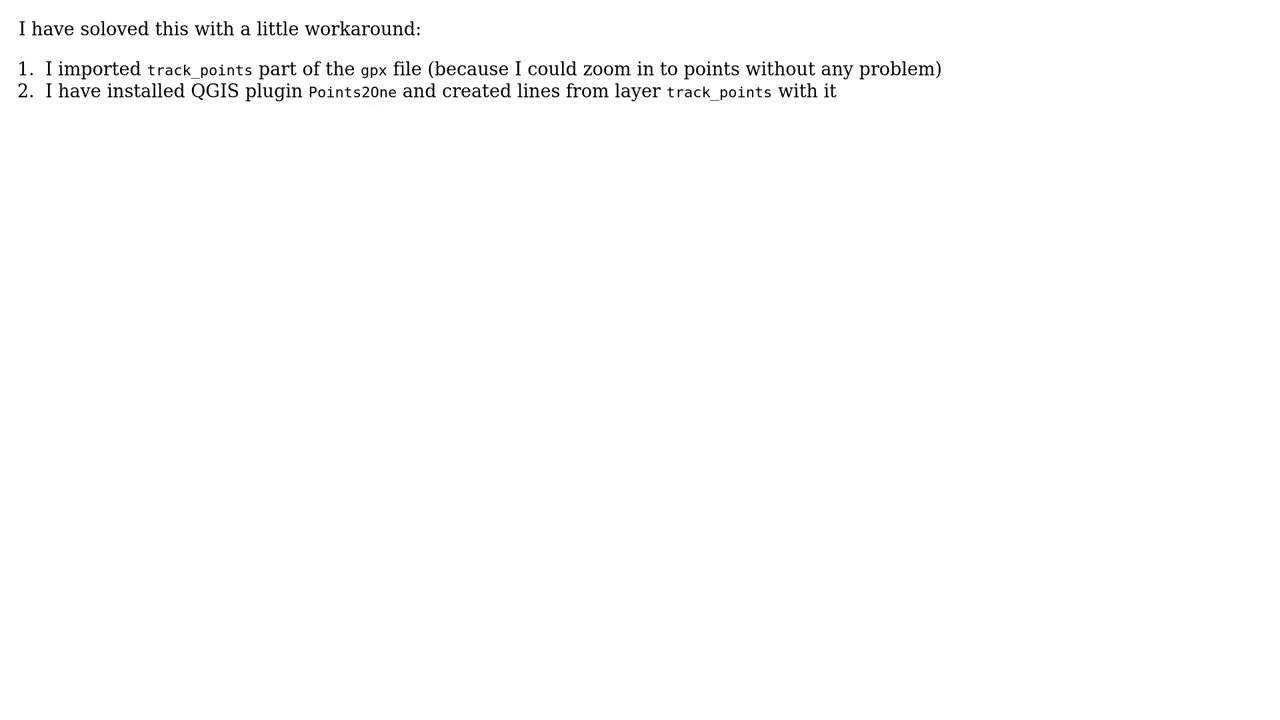 I have soloved this with a little workaround:
1. I imported track_points part of the gpx file (because I could zoom in to points without any problem)
2. I have installed QGIS plugin Points2One and created lines from layer track_points with it